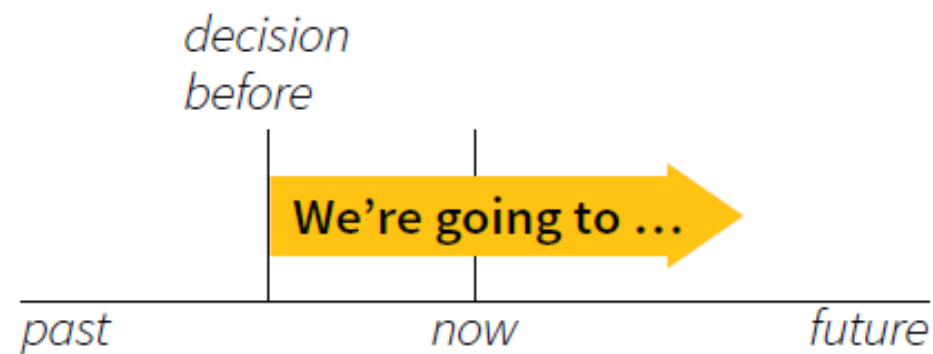 decision
before
We’re going to …
past now future